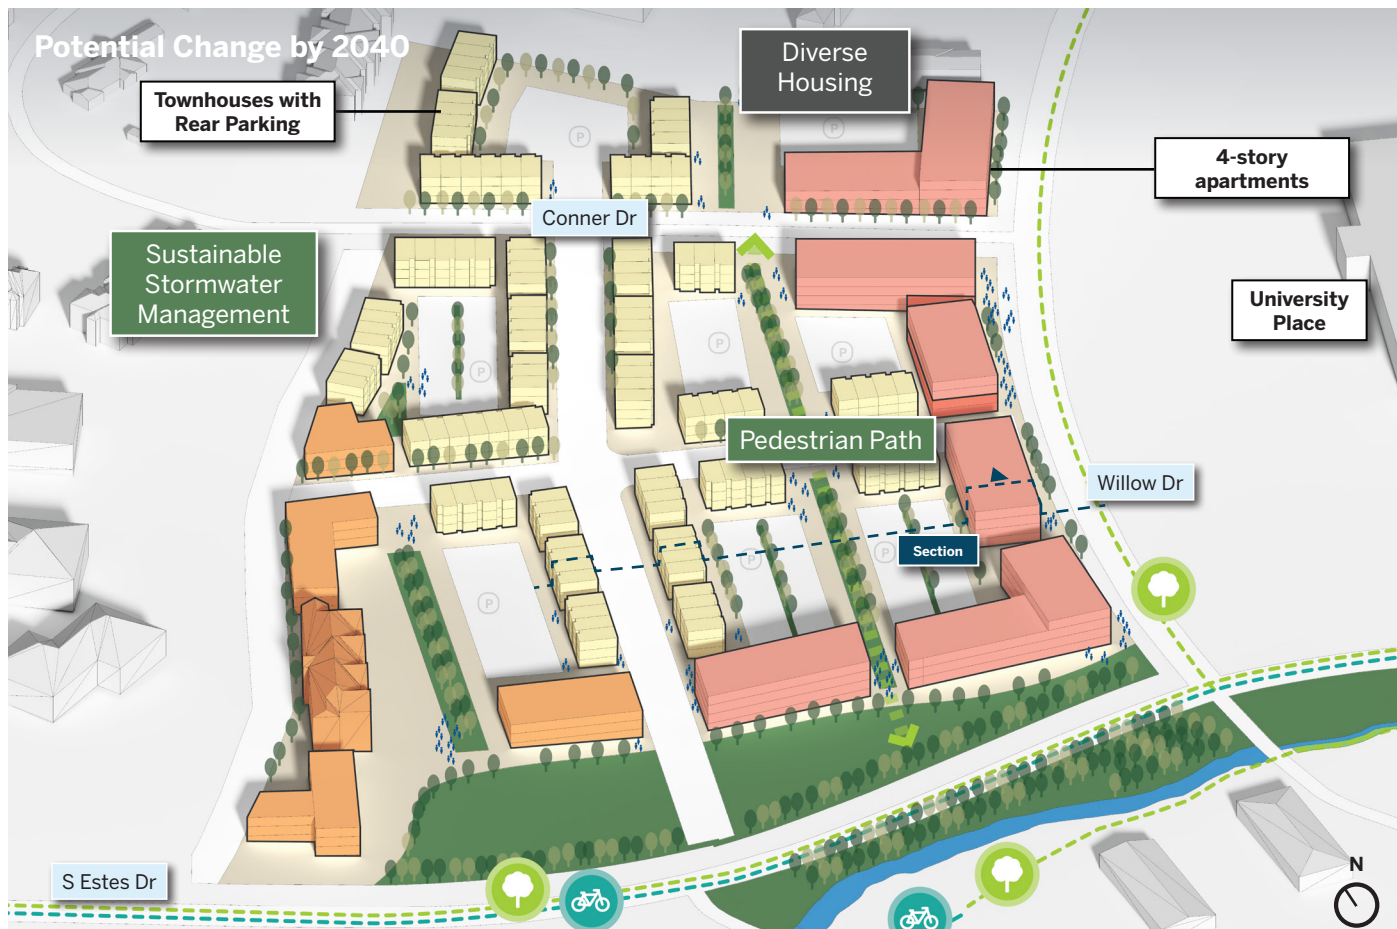 Potential Change by 2040
Diverse
Housing
Townhouses with
Rear Parking
P
P
4-story
apartments
Conner Dr
Sustainable
Stormwater
Management
University
Place
P
P
P
Pedestrian Path
Willow Dr
Section
P
P
P
S Estes Dr
N